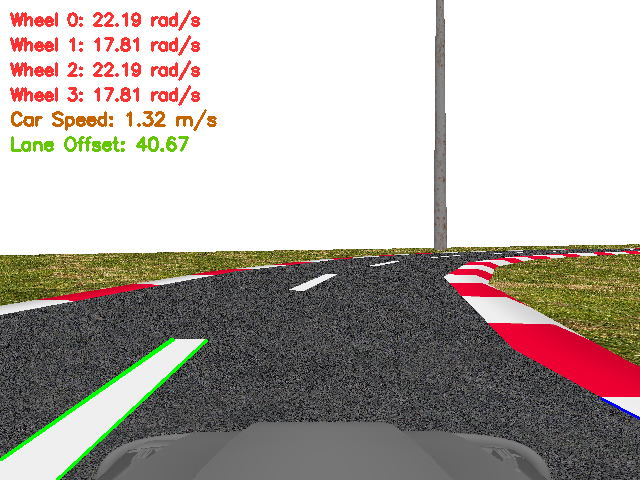 Wheel 0: 22.19 rad/s
Wheel 1: 17.81 rad/s
Wheel 2: 22.19 rad/s
Wheel 3: 17.81 rad/s
Car Speed: 1.32 m/s
Lane Offset: 40.67